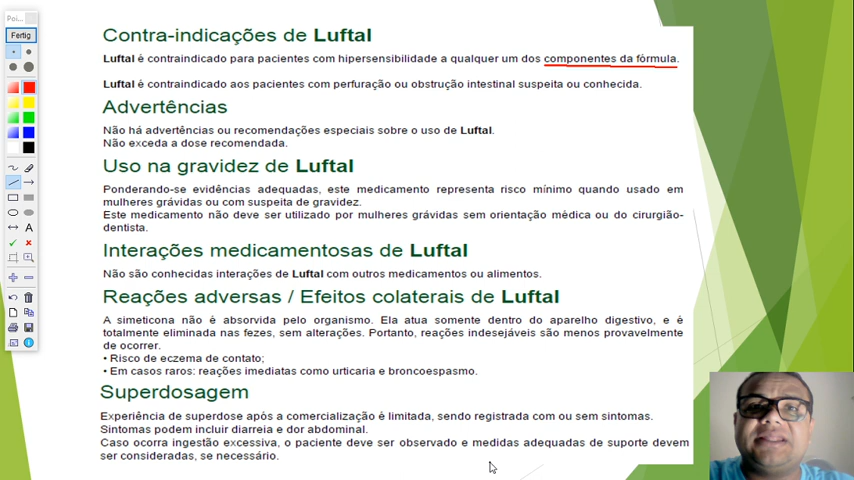 Poi...
Fertig
A
Contra-indicações de Luftal
Luftal é contraindicado para pacientes com hipersensibilidade a qualquer um dos componentes da fórmula.
Luftal é contraindicado aos pacientes com perfuração ou obstrução intestinal suspeita ou conhecida.
Advertências
Não há advertências ou recomendações especiais sobre o uso de Luftal.
Não exceda a dose recomendada.
Uso na gravidez de Luftal
Ponderando-se evidências adequadas, este medicamento representa risco mínimo quando usado em
mulheres grávidas ou com suspeita de gravidez.
Este medicamento não deve ser utilizado por mulheres grávidas sem orientação médica ou do cirurgião-
dentista.
Interações medicamentosas de Luftal
Não são conhecidas interações de Luftal com outros medicamentos ou alimentos.
Reações adversas / Efeitos colaterais de Luftal
A simeticona não é absorvida pelo organismo. Ela atua somente dentro do aparelho digestivo, e é
totalmente eliminada nas fezes, sem alterações. Portanto, reações indesejáveis são menos provavelmente
de ocorrer.
• Risco de eczema de contato;
• Em casos raros: reações imediatas como urticaria e broncoespasmo.
Superdosagem
Experiência de superdose após a comercialização é limitada, sendo registrada com ou sem sintomas.
Sintomas podem incluir diarreia e dor abdominal.
Caso ocorra ingestão excessiva, o paciente deve ser observado e medidas adequadas de suporte devem
ser consideradas, se necessário.